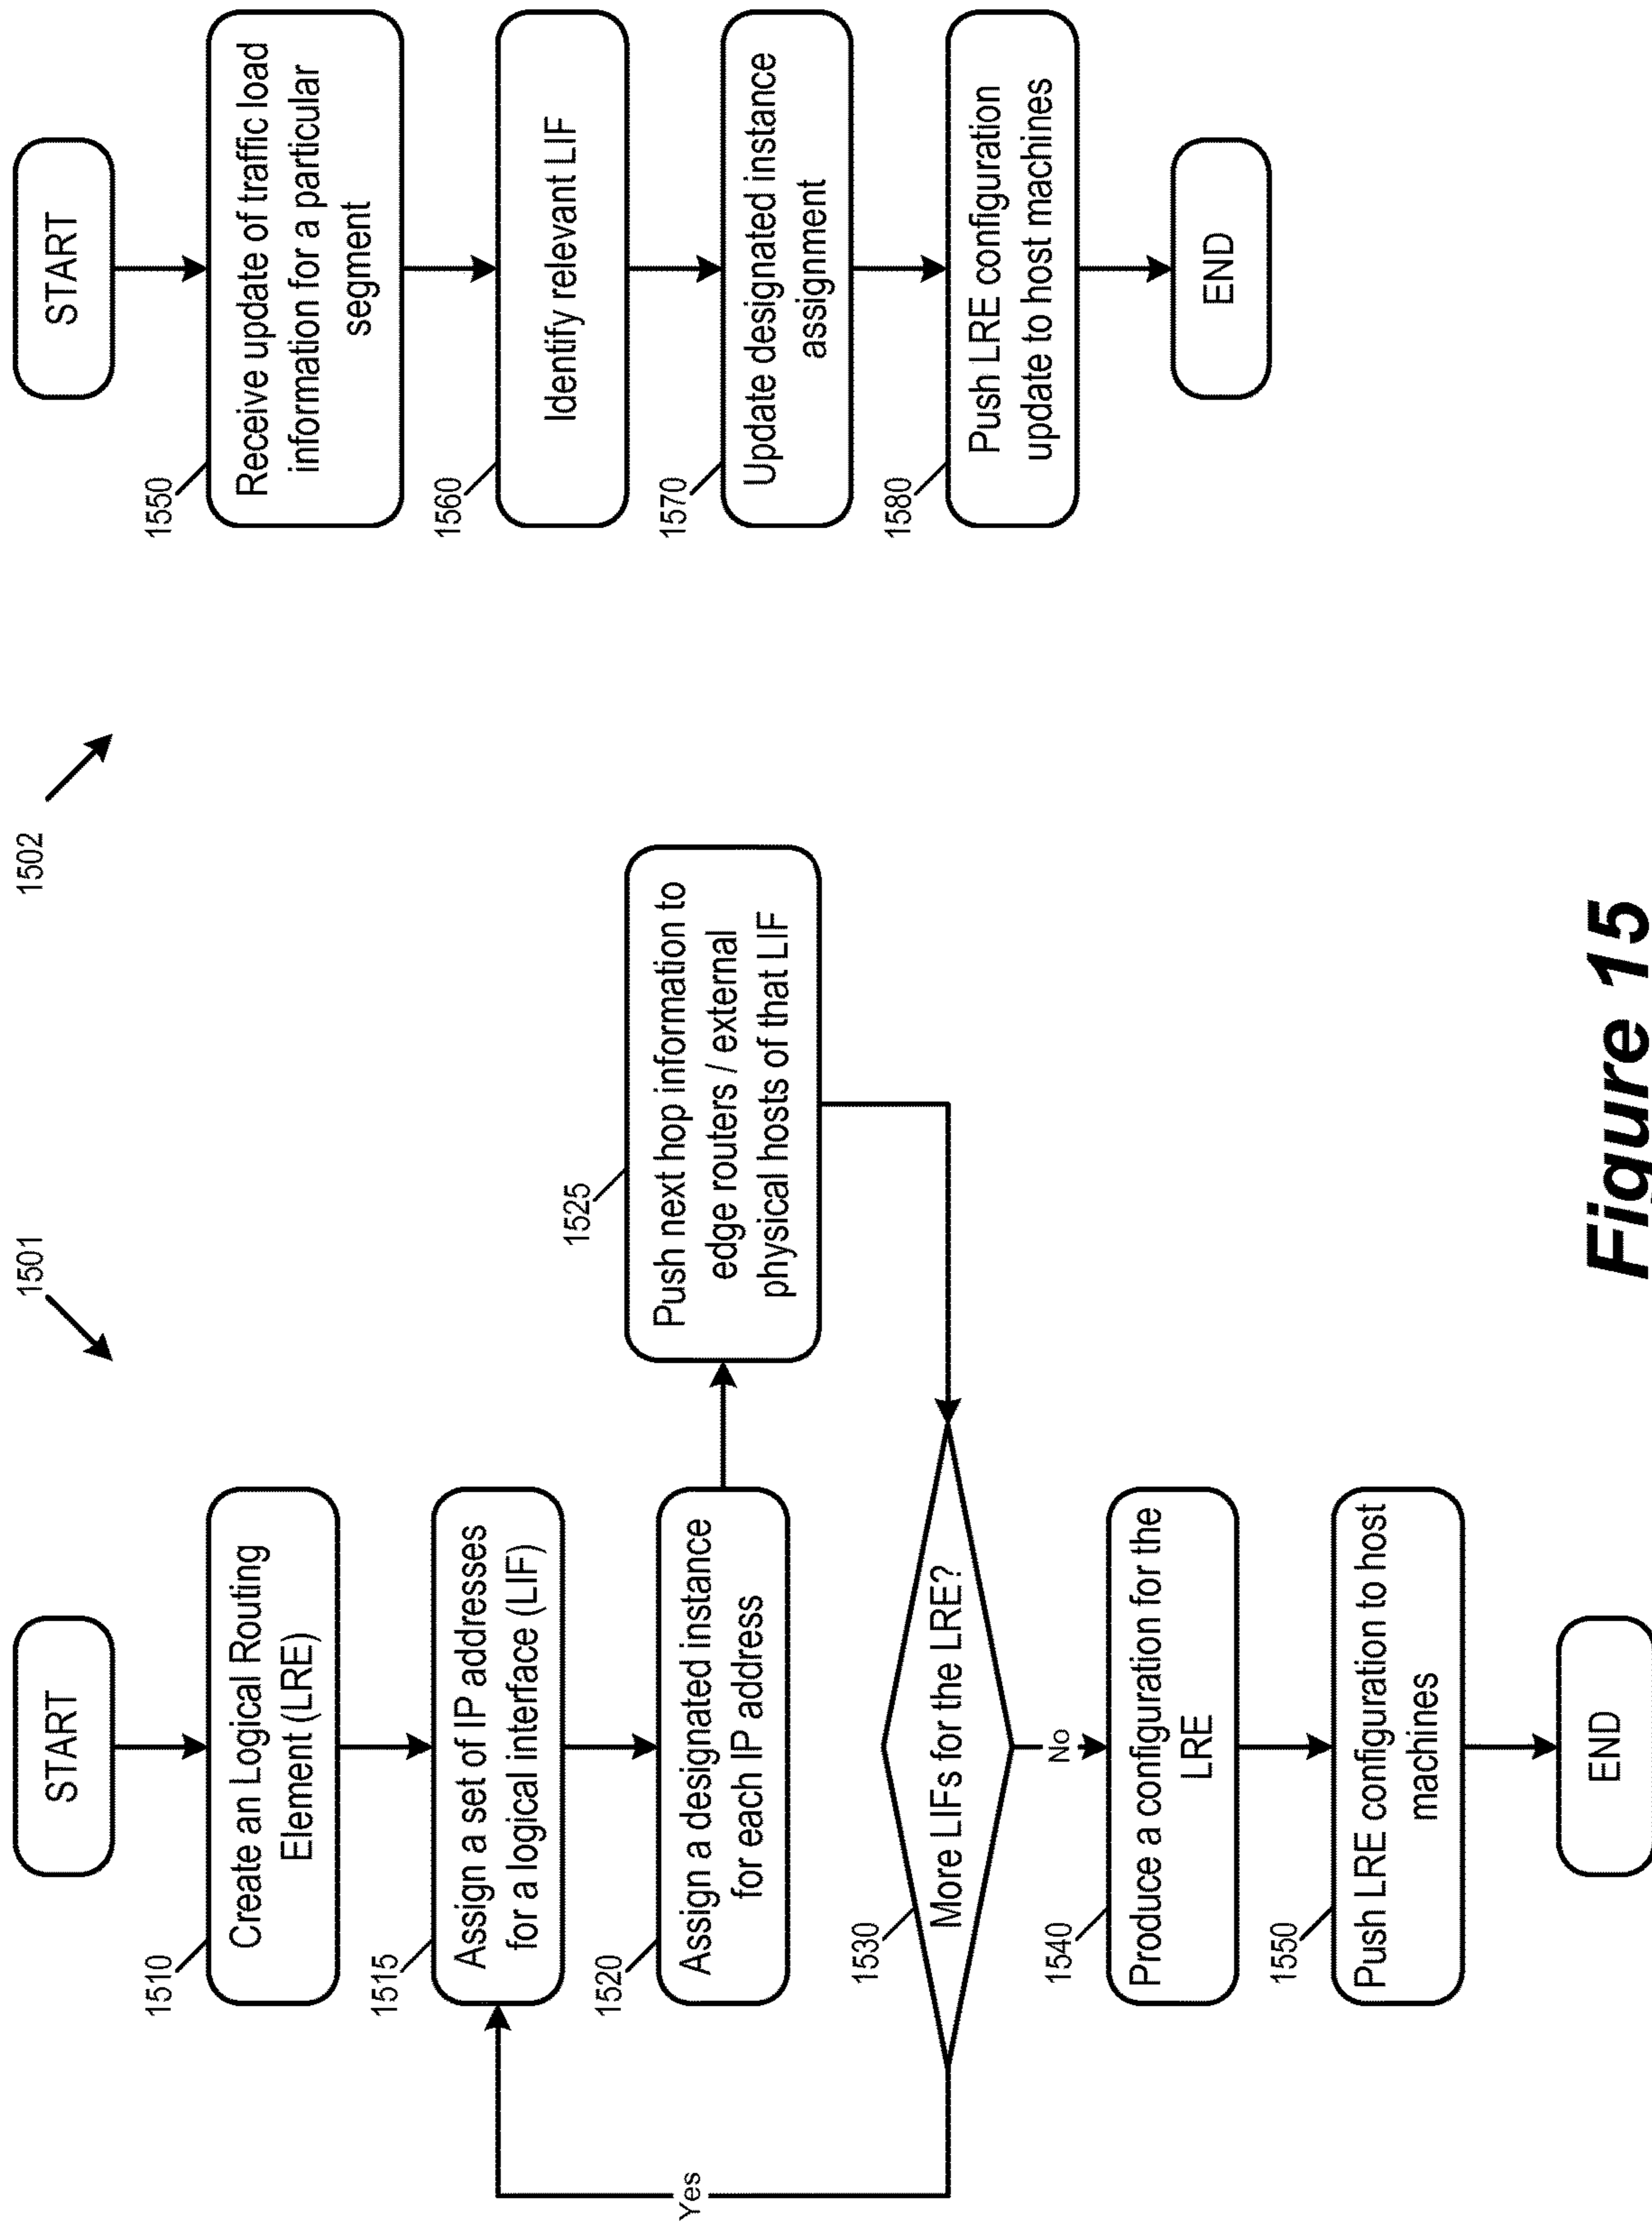 1501
START
1510
Create an Logical Routing
Element (LRE)
1515
Assign a set of IP addresses
for a logical interface (LIF)
1520
Assign a designated instance
for each IP address
1525
Push next hop information to
edge routers / external
physical hosts of that LIF
1530
More LIFs for the LRE?
Yes
No
1540
Produce a configuration for the
LRE
1550
Push LRE configuration to host
machines
END
1502
START
1550
Receive update of traffic load
information for a particular
segment
1560
Identify relevant LIF
1570
Update designated instance
assignment
1580
Push LRE configuration
update to host machines
END
Figure 15